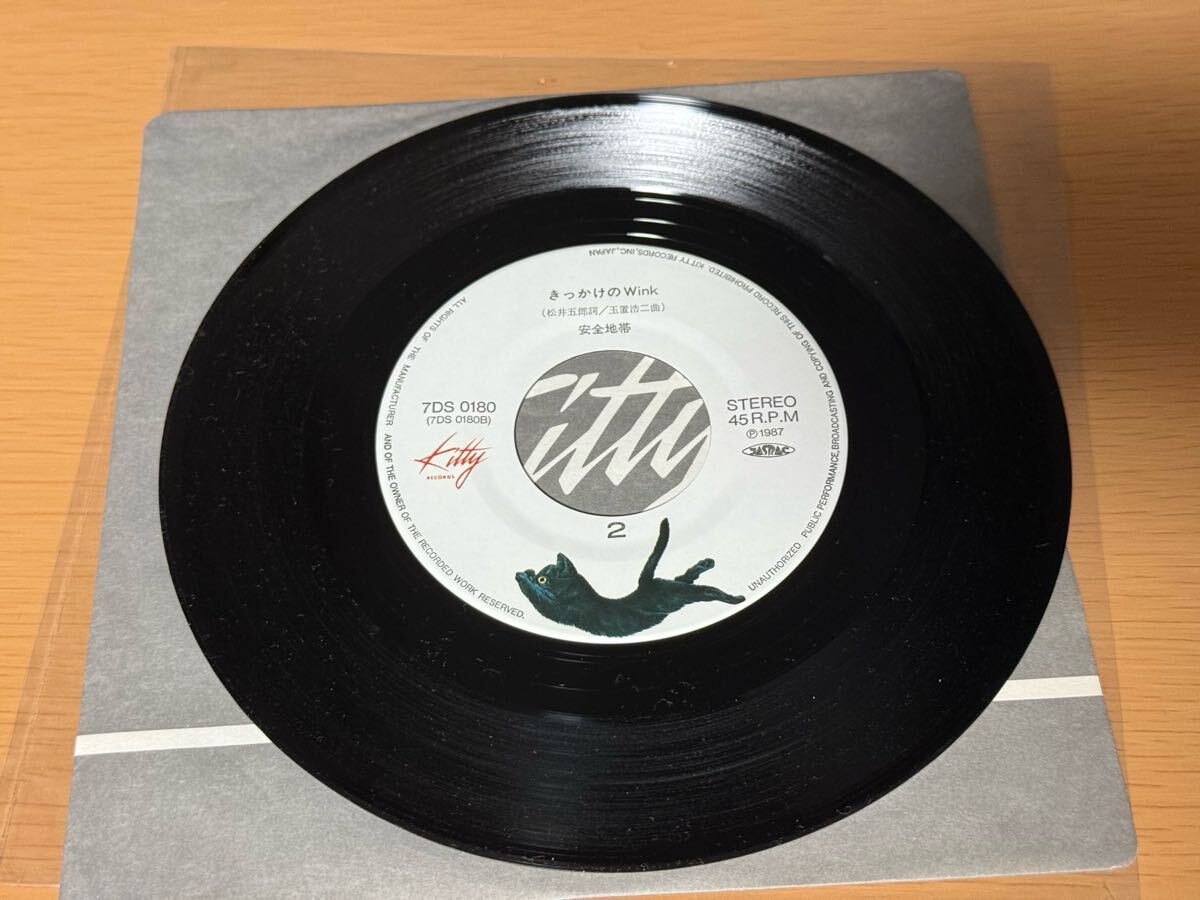 きっかけのWink
(松井五郎詞／玉置浩二曲)
安全地帯
7DS 0180
(7DS 0180B)
Kitty
RECORDS
Kitty
STEREO
45 R.P.M
Ⓟ1987
JASRAC
2
ALL RIGHTS OF THE MANUFACTURER AND OF THE OWNER OF THE RECORDED WORK RESERVED.
UNAUTHORIZED PUBLIC PERFORMANCE, BROADCASTING AND COPYING OF THIS RECORD PROHIBITED. KITTY RECORDS, INC., JAPAN